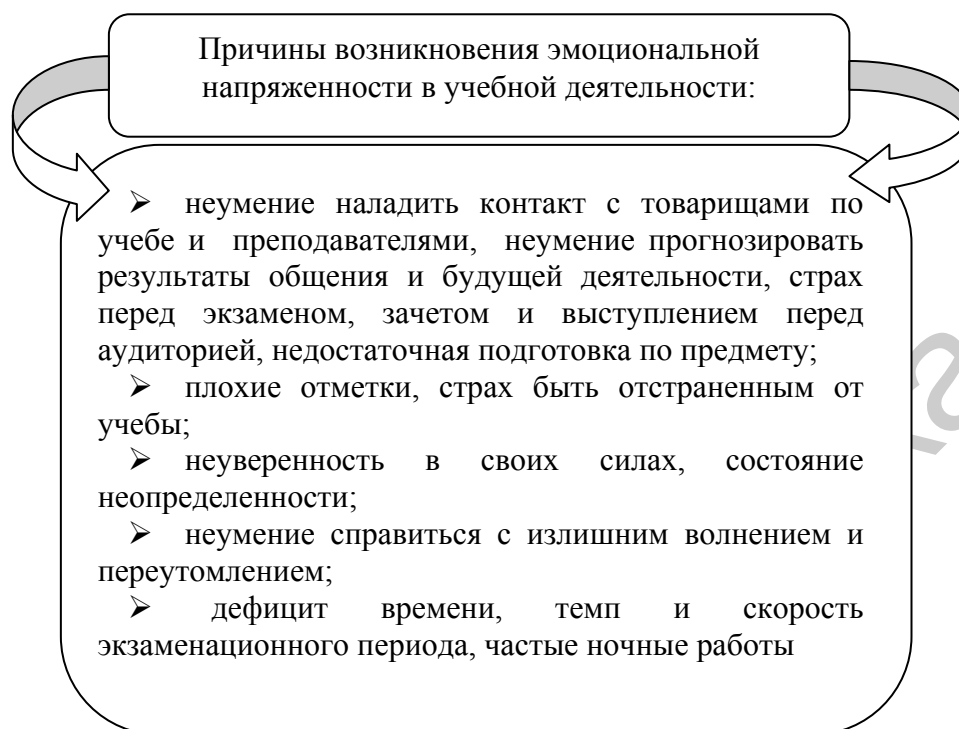 Причины возникновения эмоциональной
напряженности в учебной деятельности:
➢ неумение наладить контакт с товарищами по
учебе и преподавателями, неумение прогнозировать
результаты общения и будущей деятельности, страх
перед экзаменом, зачетом и выступлением перед
аудиторией, недостаточная подготовка по предмету;
➢ плохие отметки, страх быть отстраненным от
учебы;
➢ неуверенность в своих силах, состояние
неопределенности;
➢ неумение справиться с излишним волнением и
переутомлением;
➢ дефицит времени, темп и скорость
экзаменационного периода, частые ночные работы